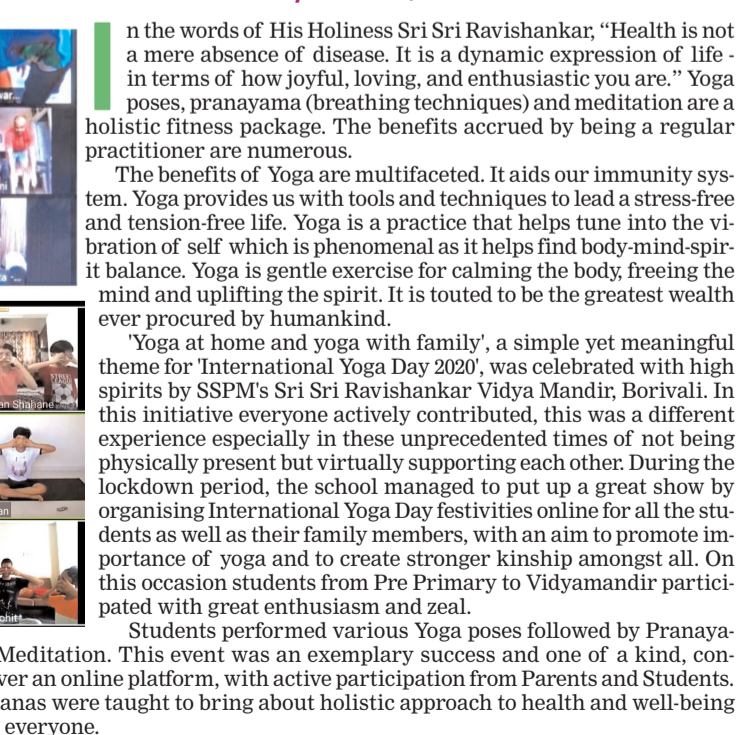 In the words of His Holiness Sri Sri Ravishankar, “Health is not
a mere absence of disease. It is a dynamic expression of life -
in terms of how joyful, loving, and enthusiastic you are.” Yoga
poses, pranayama (breathing techniques) and meditation are a
holistic fitness package. The benefits accrued by being a regular
practitioner are numerous.
The benefits of Yoga are multifaceted. It aids our immunity sys-
tem. Yoga provides us with tools and techniques to lead a stress-free
and tension-free life. Yoga is a practice that helps tune into the vi-
bration of self which is phenomenal as it helps find body-mind-spir-
it balance. Yoga is gentle exercise for calming the body, freeing the
mind and uplifting the spirit. It is touted to be the greatest wealth
ever procured by humankind.
'Yoga at home and yoga with family', a simple yet meaningful
theme for 'International Yoga Day 2020', was celebrated with high
spirits by SSPM's Sri Sri Ravishankar Vidya Mandir, Borivali. In
this initiative everyone actively contributed, this was a different
experience especially in these unprecedented times of not being
physically present but virtually supporting each other. During the
lockdown period, the school managed to put up a great show by
organising International Yoga Day festivities online for all the stu-
dents as well as their family members, with an aim to promote im-
portance of yoga and to create stronger kinship amongst all. On
this occasion students from Pre Primary to Vidyamandir partici-
pated with great enthusiasm and zeal.
Students performed various Yoga poses followed by Pranaya-
Meditation. This event was an exemplary success and one of a kind, con-
ver an online platform, with active participation from Parents and Students.
anas were taught to bring about holistic approach to health and well-being
everyone.
an Shahane
an
ohit